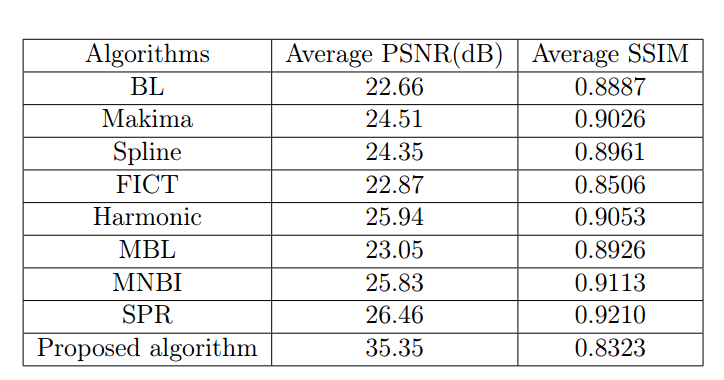 Algorithms Average PSNR(dB) Average SSIM
BL 22.66 0.8887
Makima 24.51 0.9026
Spline 24.35 0.8961
FICT 22.87 0.8506
Harmonic 25.94 0.9053
MBL 23.05 0.8926
MNBI 25.83 0.9113
SPR 26.46 0.9210
Proposed algorithm 35.35 0.8323